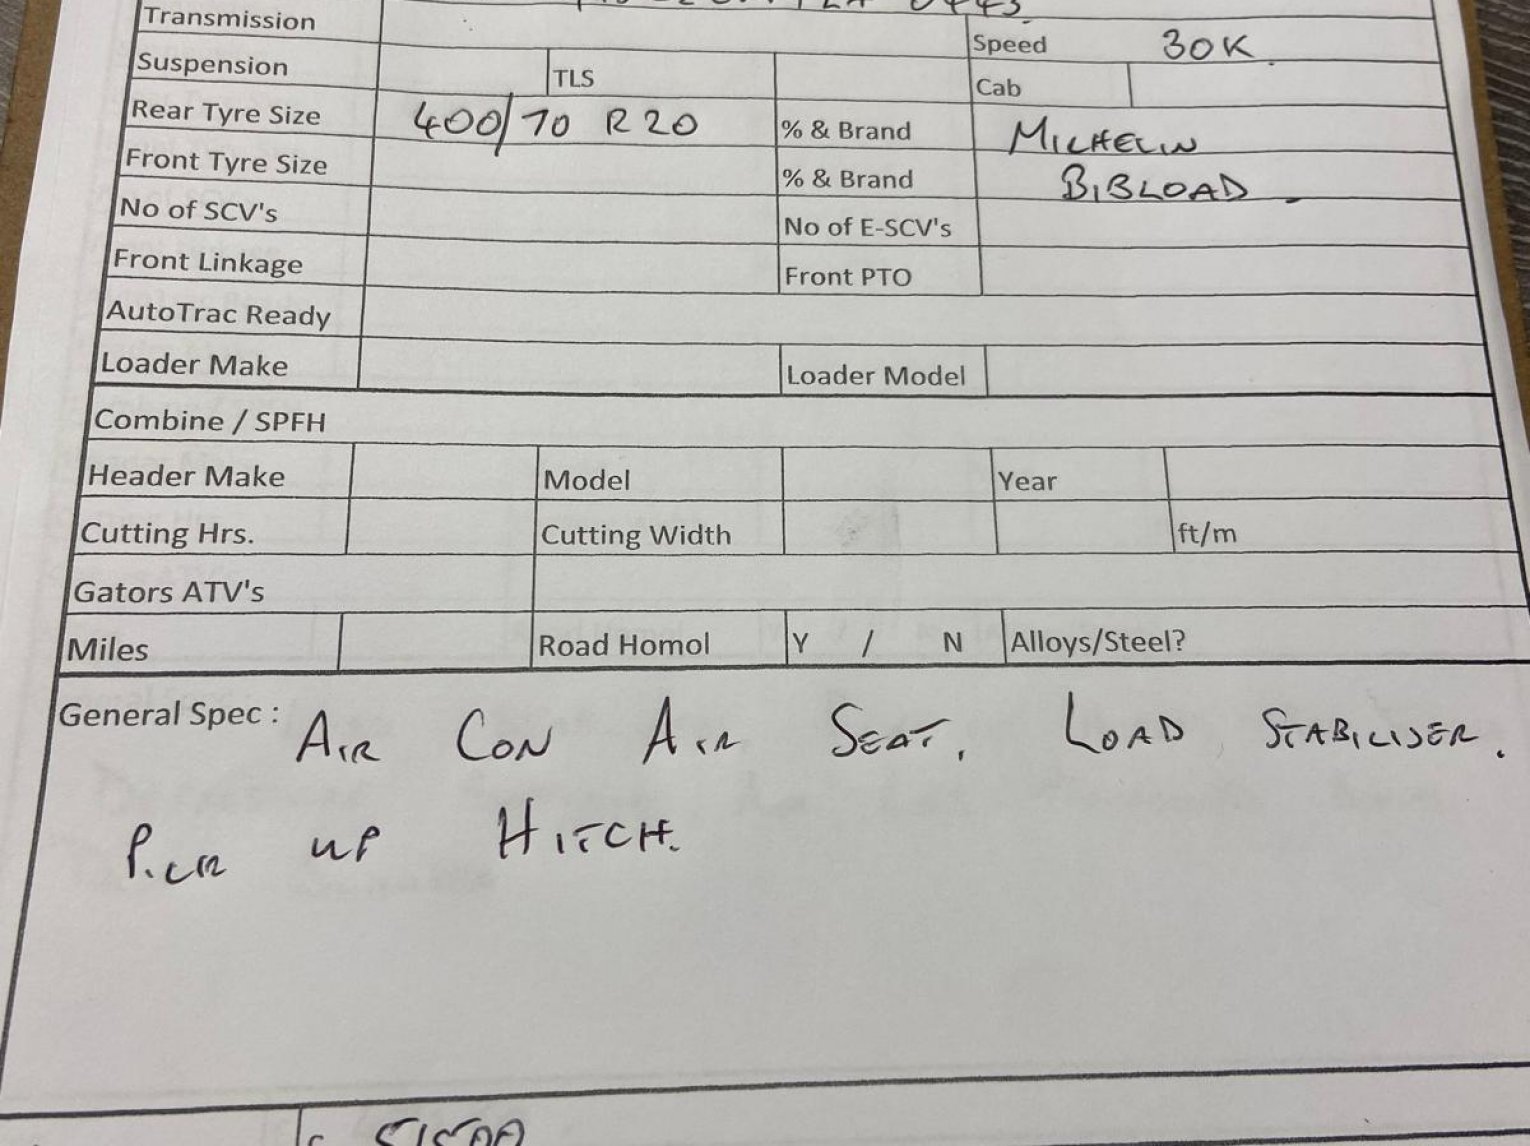 Transmission
Speed 30K
Suspension TLS Cab
Rear Tyre Size 400/70 R20 % & Brand MICHELIN
Front Tyre Size % & Brand BIBLOAD
No of SCV's No of E-SCV's
Front Linkage Front PTO
AutoTrac Ready
Loader Make Loader Model
Combine / SPFH
Header Make Model Year
Cutting Hrs. Cutting Width ft/m
Gators ATV's
Miles Road Homol Y / N Alloys/Steel?
General Spec : AIR CON AIR SEAT. LOAD STABILISER.
PICK UP HITCH.